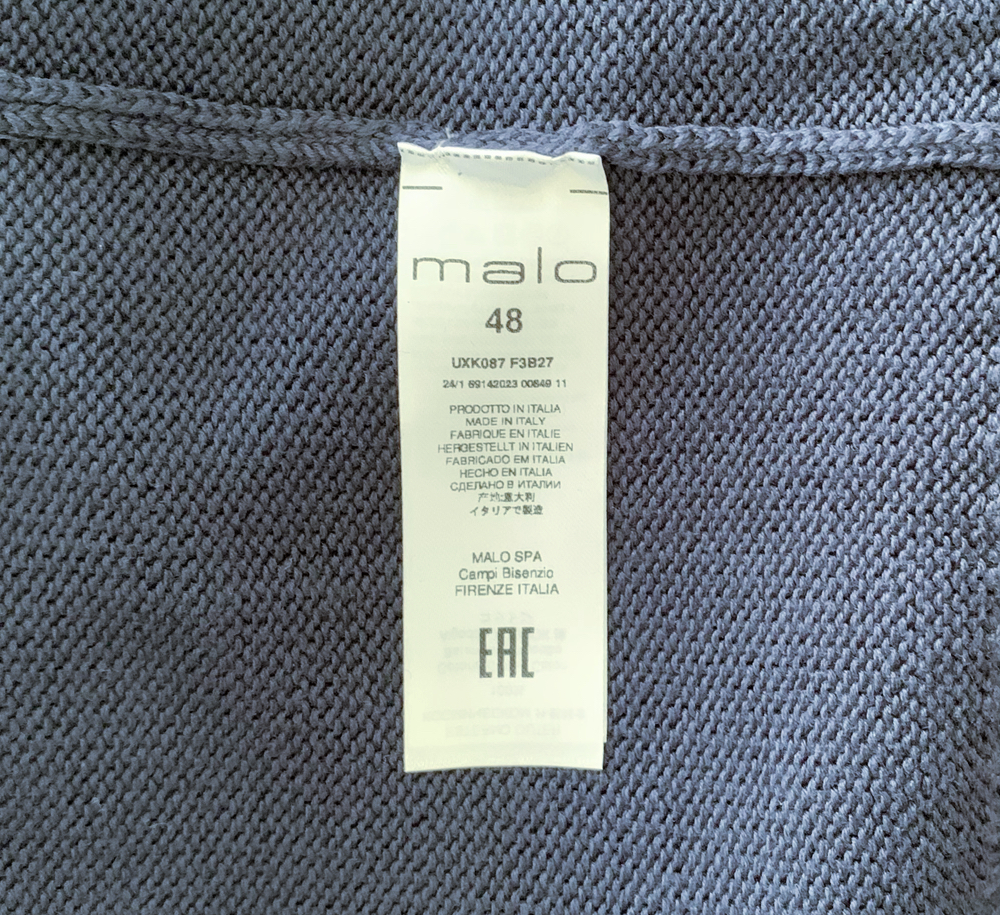 malo
48
UXK087 F3B27
24/1 69142023 00849 11
PRODOTTO IN ITALIA
MADE IN ITALY
FABRIQUE EN ITALIE
HERGESTELLT IN ITALIEN
FABRICADO EM ITALIA
HECHO EN ITALIA
СДЕЛАНО В ИТАЛИИ
产地:意大利
イタリアで製造
MALO SPA
Campi Bisenzio
FIRENZE ITALIA
EAC